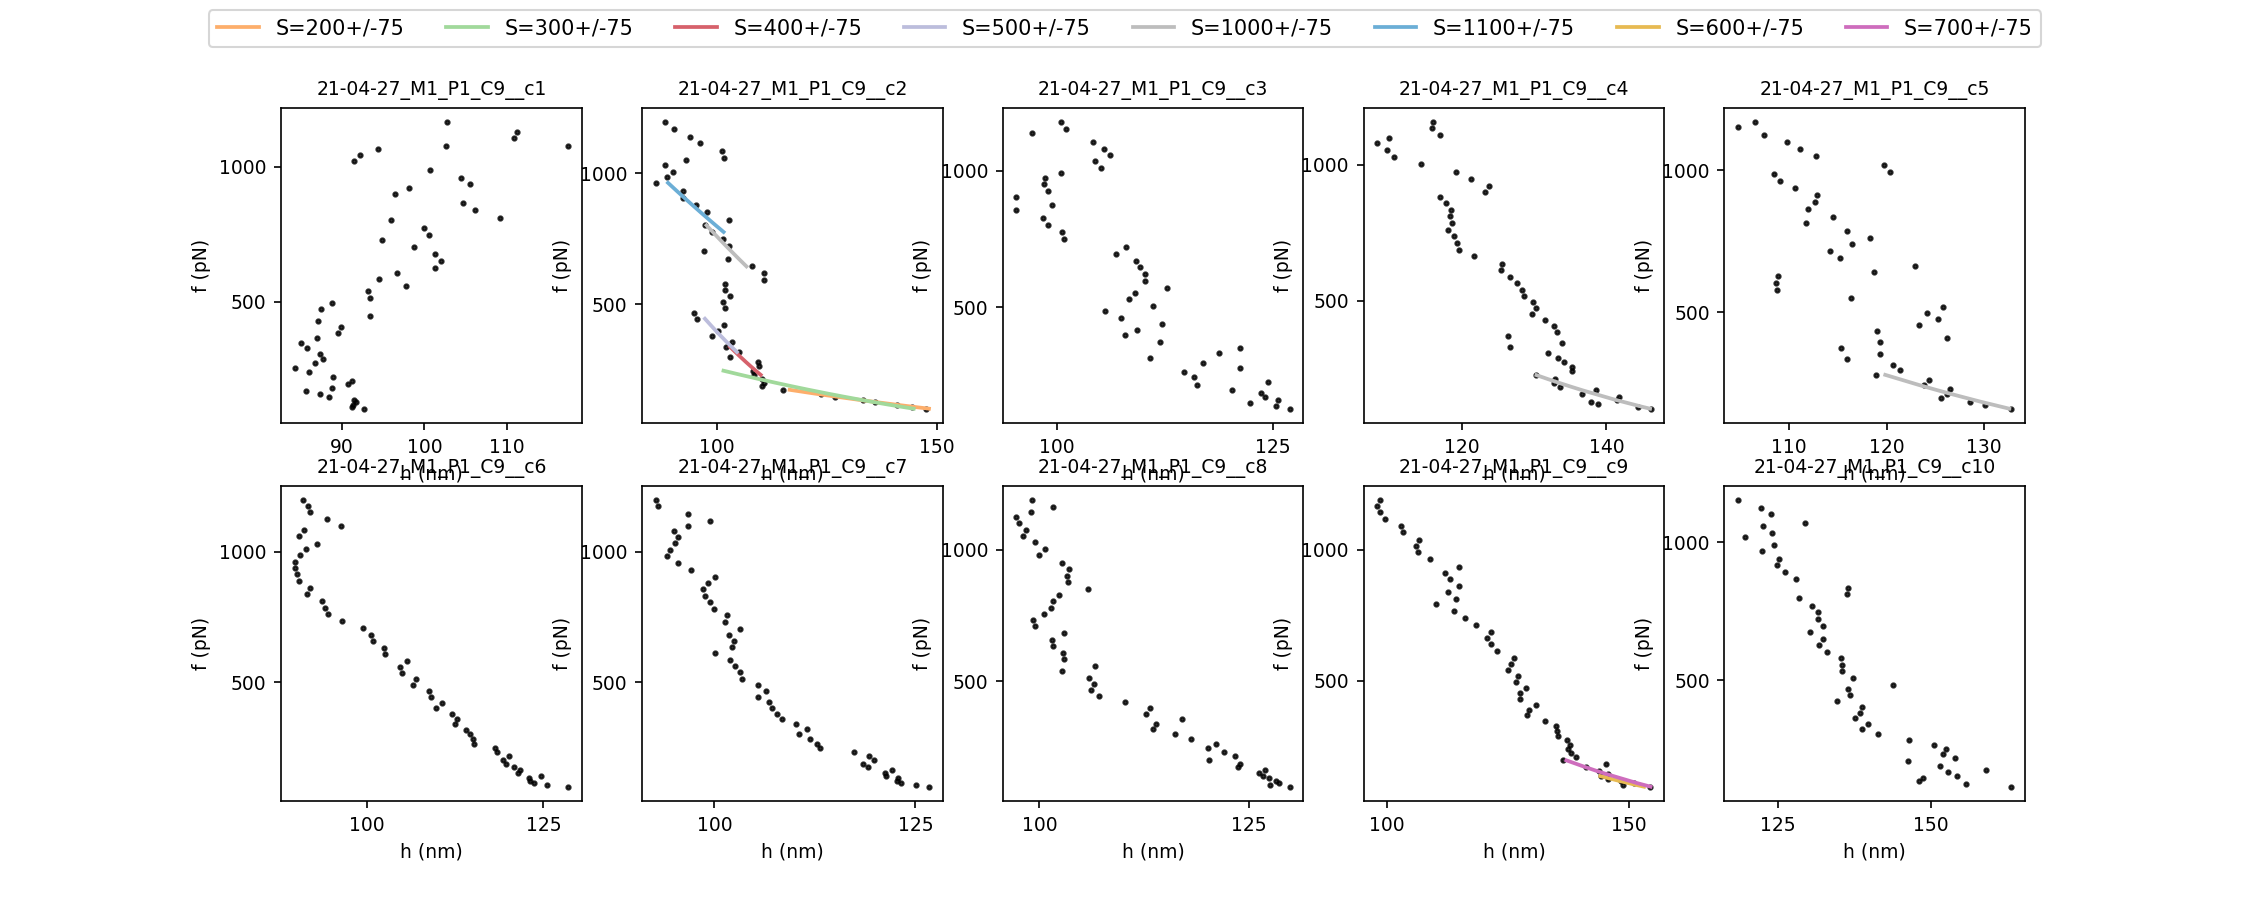 S=200+/-75 S=300+/-75 S=400+/-75 S=500+/-75 S=1000+/-75 S=1100+/-75 S=600+/-75 S=700+/-75
21-04-27_M1_P1_C9__c1 21-04-27_M1_P1_C9__c2 21-04-27_M1_P1_C9__c3 21-04-27_M1_P1_C9__c4 21-04-27_M1_P1_C9__c5
1000 1000 1000 1000 1000
f (pN) f (pN) f (pN) f (pN) f (pN)
500 500 500 500 500
90 100 110 100 150 100 125 120 140 110 120 130
h (nm) h (nm) h (nm) h (nm) h (nm)
21-04-27_M1_P1_C9__c6 21-04-27_M1_P1_C9__c7 21-04-27_M1_P1_C9__c8 21-04-27_M1_P1_C9__c9 21-04-27_M1_P1_C9__c10
1000 1000 1000 1000 1000
f (pN) f (pN) f (pN) f (pN) f (pN)
500 500 500 500 500
100 125 100 125 100 125 100 150 125 150
h (nm) h (nm) h (nm) h (nm) h (nm)